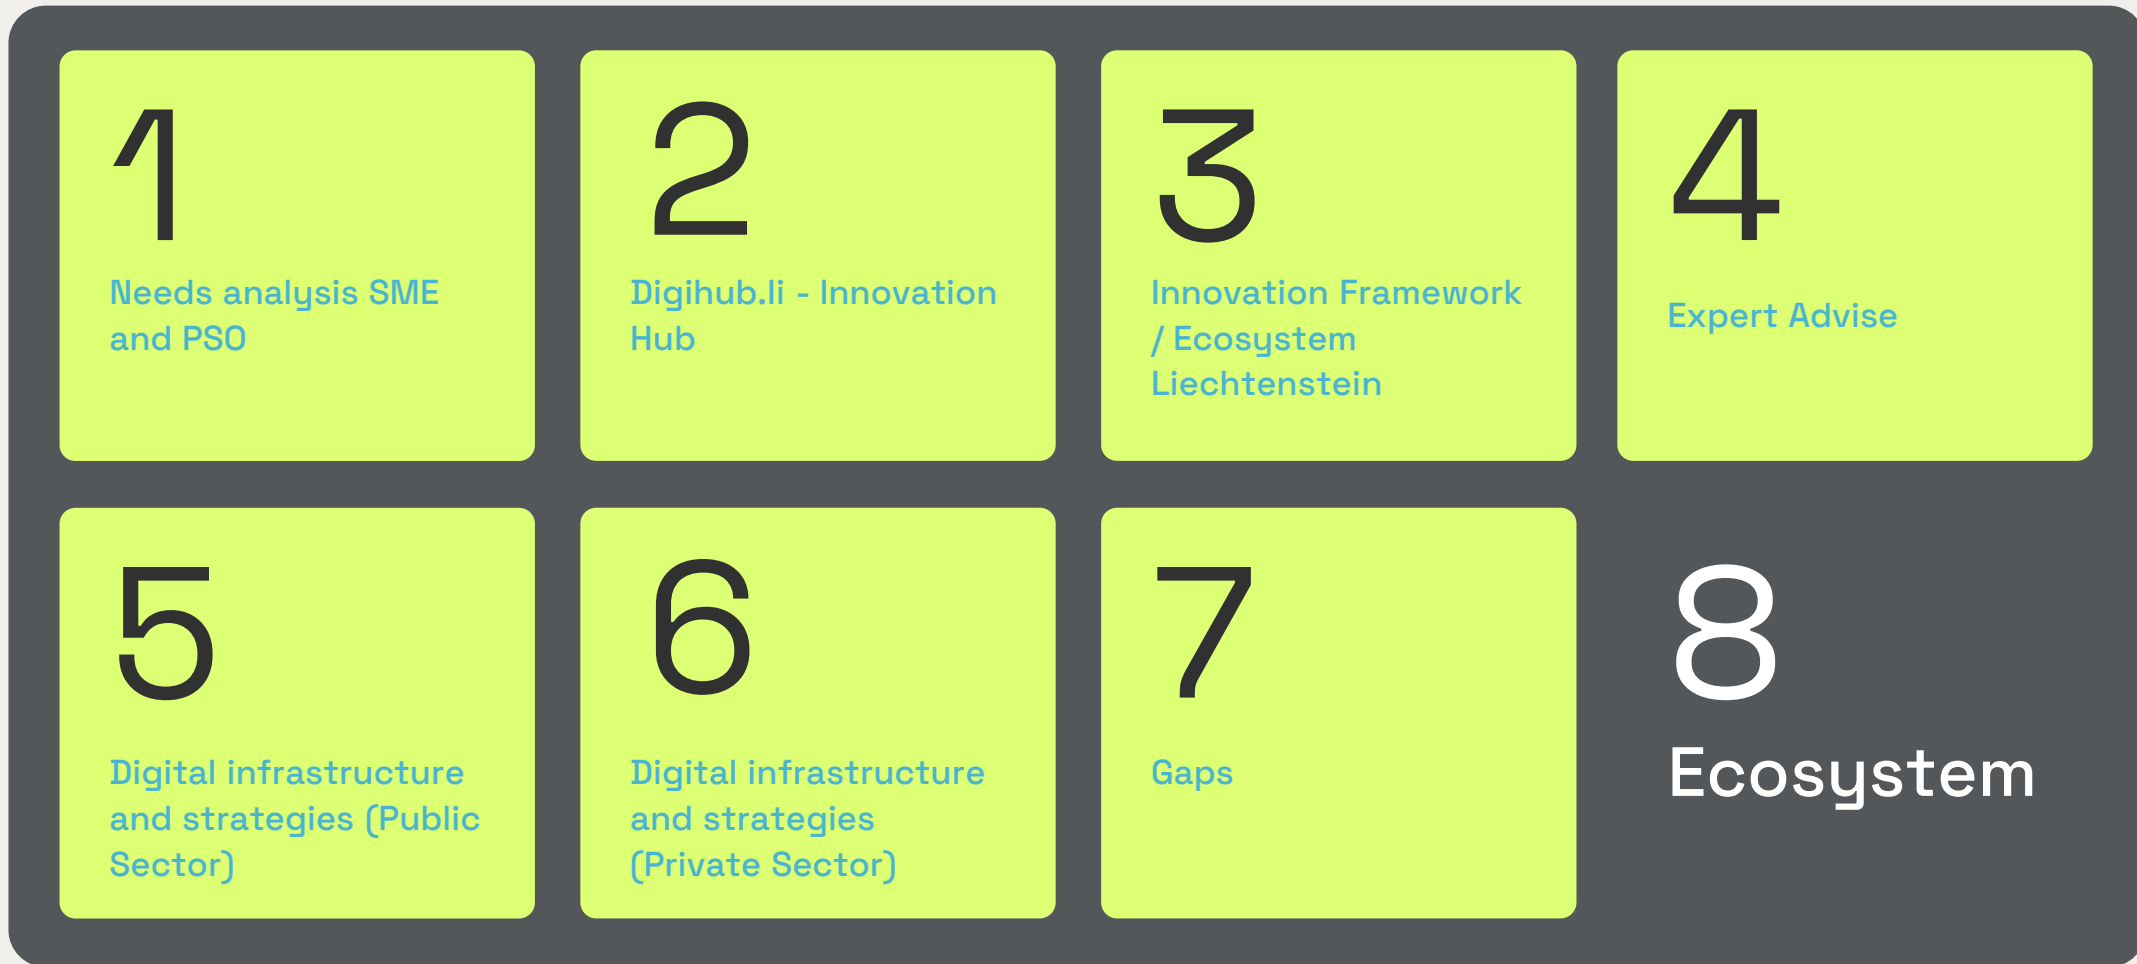 1
Needs analysis SME
and PSO
2
Digihub.li - Innovation
Hub
3
Innovation Framework
/ Ecosystem
Liechtenstein
4
Expert Advise
5
Digital infrastructure
and strategies (Public
Sector)
6
Digital infrastructure
and strategies
(Private Sector)
7
Gaps
8
Ecosystem